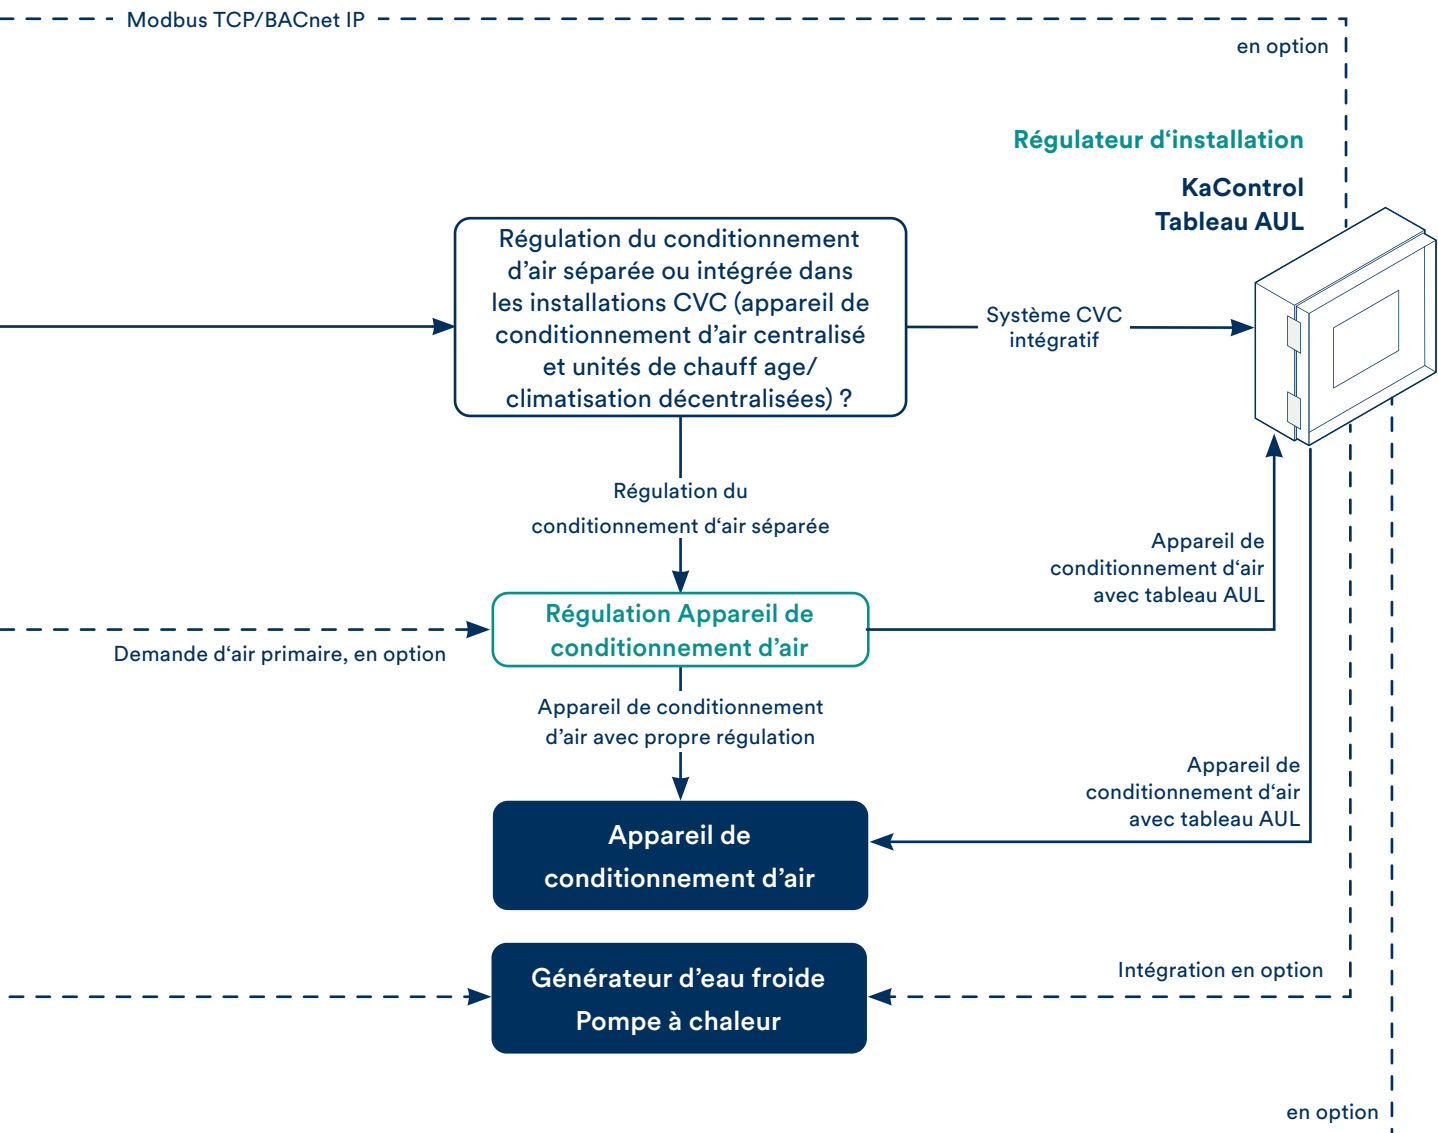 Modbus TCP/BACnet IP
en option
Régulateur d‘installation
KaControl
Tableau AUL
Régulation du conditionnement
d’air séparée ou intégrée dans
les installations CVC (appareil de
conditionnement d’air centralisé
et unités de chauff age/
climatisation décentralisées) ?
Système CVC
intégratif
Régulation du
conditionnement d‘air séparée
Appareil de
conditionnement d‘air
avec tableau AUL
Régulation Appareil de
conditionnement d’air
Demande d‘air primaire, en option
Appareil de conditionnement
d’air avec propre régulation
Appareil de
conditionnement d‘air
avec tableau AUL
Appareil de
conditionnement d’air
Intégration en option
Générateur d’eau froide
Pompe à chaleur
en option